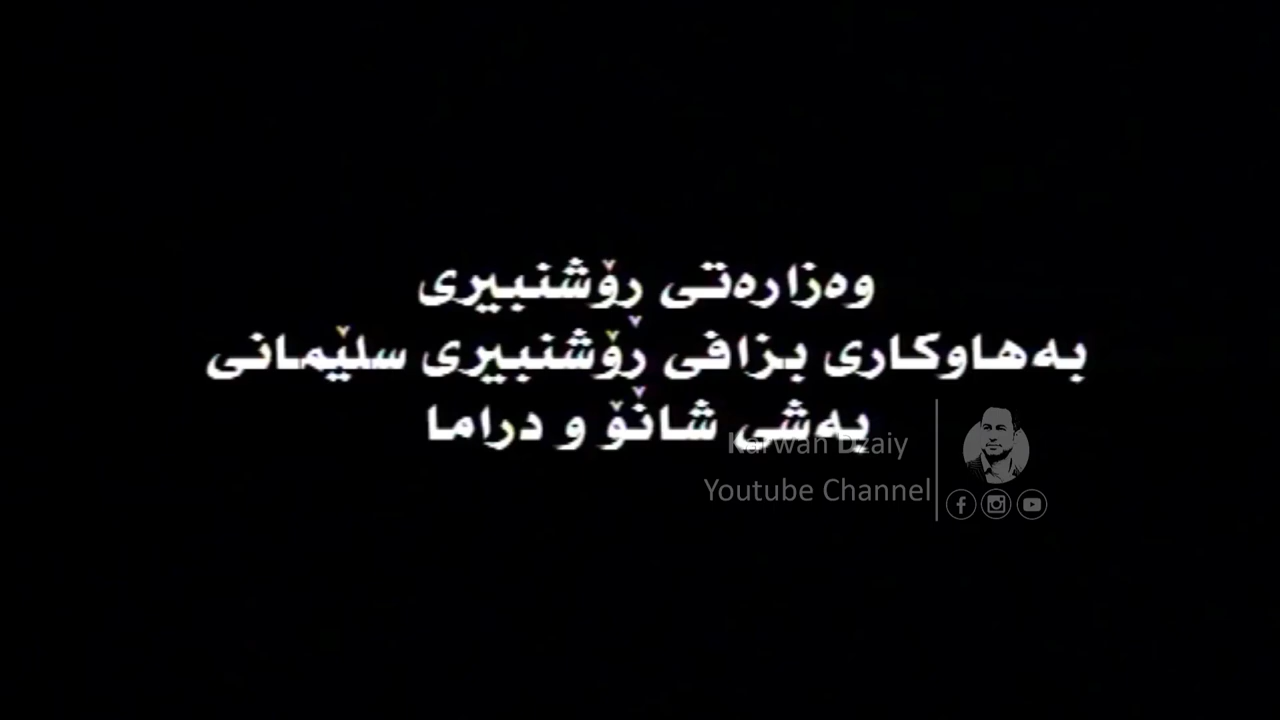 وەزارەتی ڕۆشنبیری
بەهاوکاری بزافی ڕۆشنبیری سلێمانی
بەشی شانۆ و دراما
Karwan Dzaiy
Youtube Channel